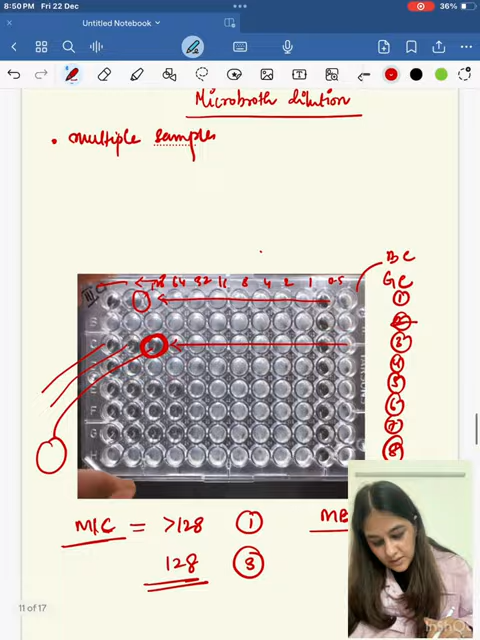 8:50 PM Fri 22 Dec
36%
Untitled Notebook
Microbroth dilution
• multiple samples
BC
128 64 32 16 8 4 2 1 0.5
GC
1
2
3
4
5
6
7
8
MIC = >128 1
128 3
11 of 17